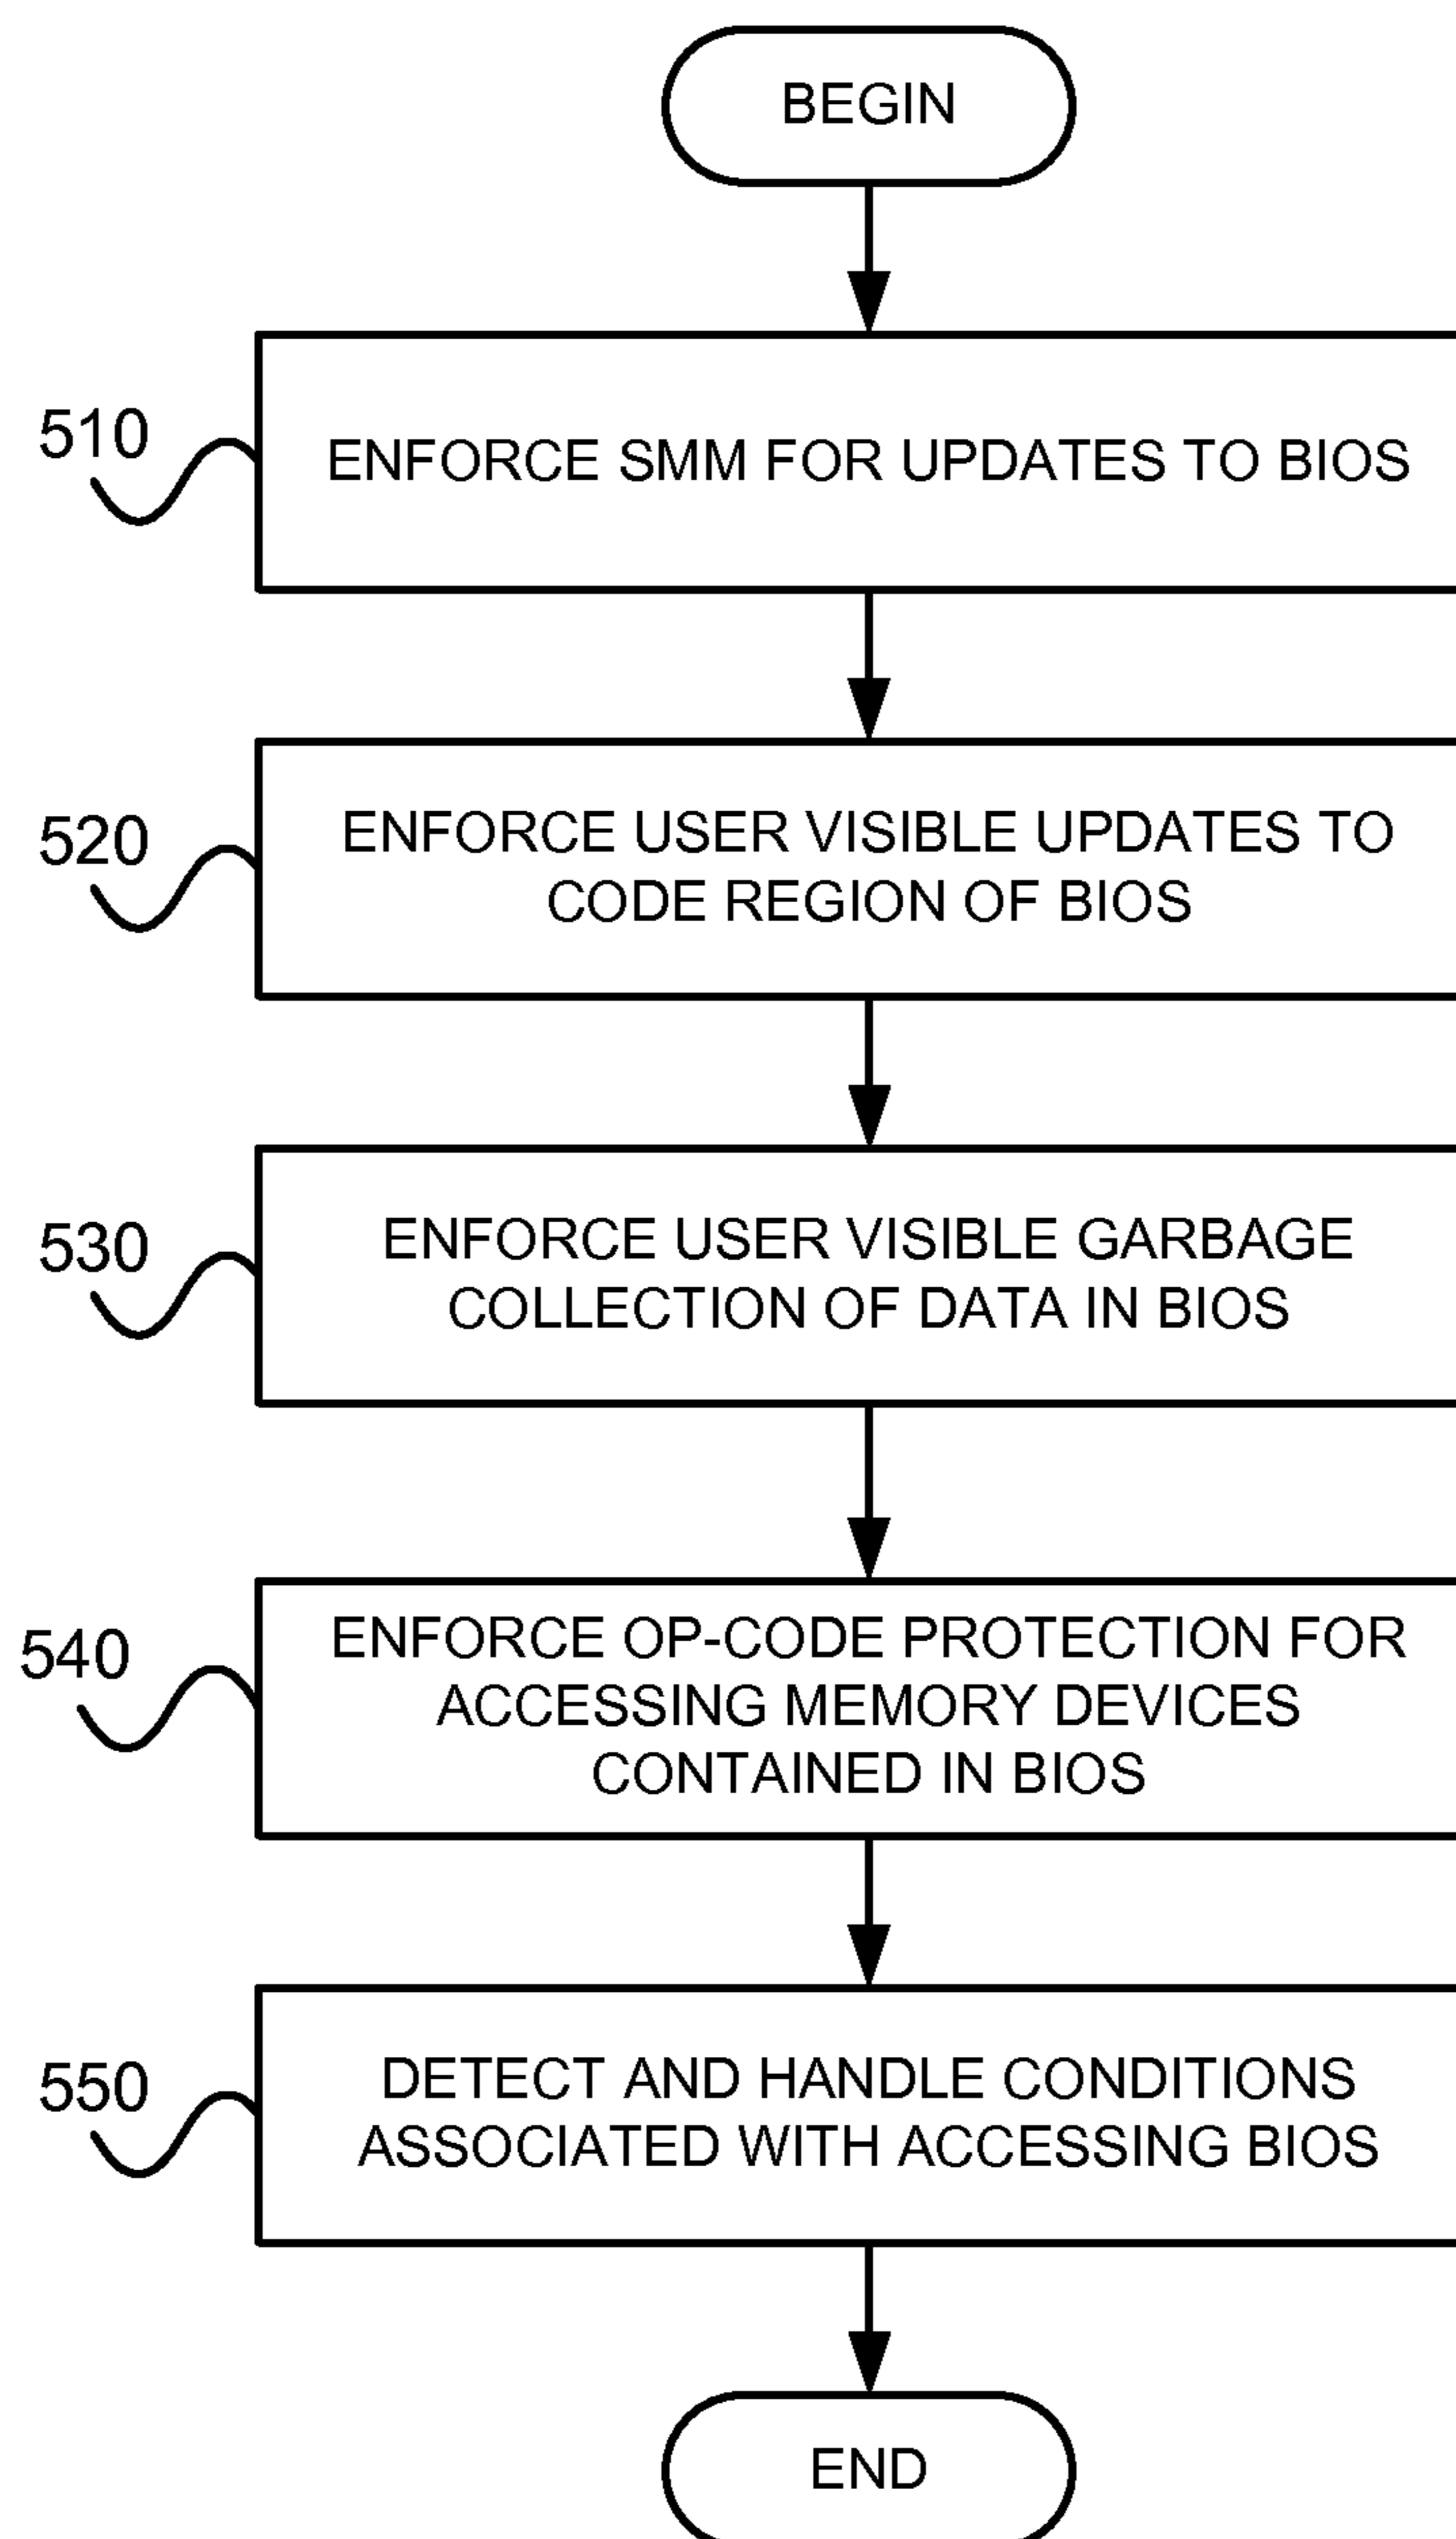 BEGIN
510
ENFORCE SMM FOR UPDATES TO BIOS
520
ENFORCE USER VISIBLE UPDATES TO
CODE REGION OF BIOS
530
ENFORCE USER VISIBLE GARBAGE
COLLECTION OF DATA IN BIOS
540
ENFORCE OP-CODE PROTECTION FOR
ACCESSING MEMORY DEVICES
CONTAINED IN BIOS
550
DETECT AND HANDLE CONDITIONS
ASSOCIATED WITH ACCESSING BIOS
END